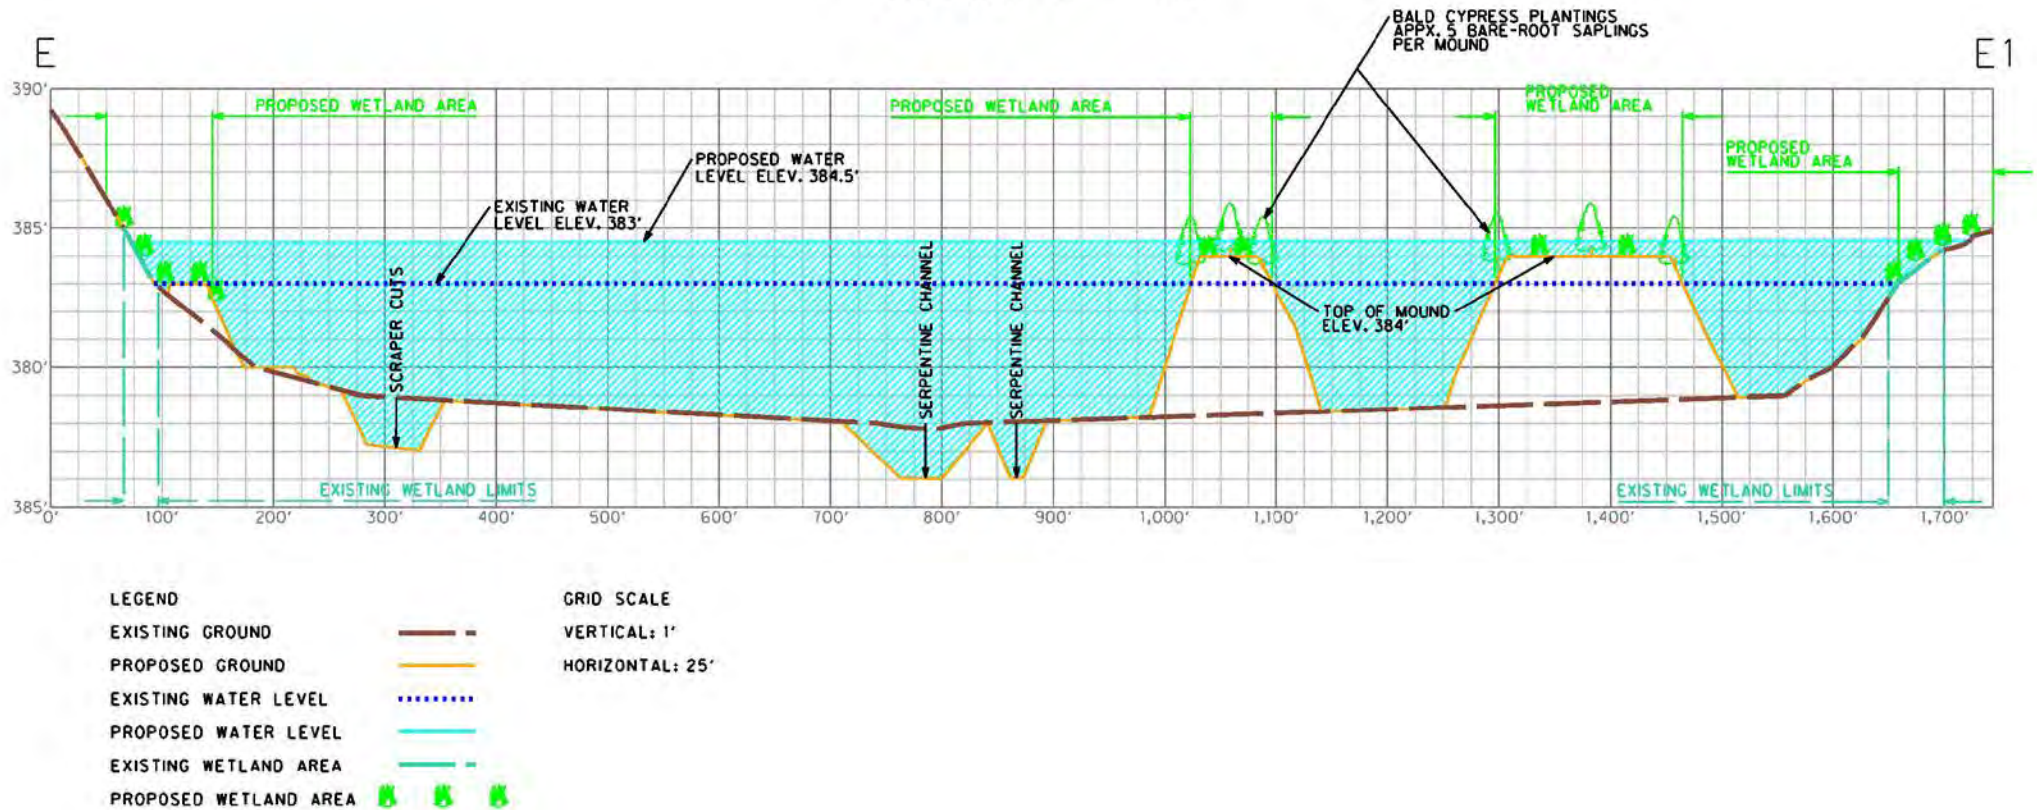 BALD CYPRESS PLANTINGS
APPX. 5 BARE-ROOT SAPLINGS
PER MOUND
E
E1
390'
PROPOSED WETLAND AREA
PROPOSED WETLAND AREA
PROPOSED
WETLAND AREA
PROPOSED
WETLAND AREA
PROPOSED WATER
LEVEL ELEV. 384.5'
EXISTING WATER
LEVEL ELEV. 383'
385'
SCRAPER CUTS
SERPENTINE CHANNEL
SERPENTINE CHANNEL
TOP OF MOUND
ELEV. 384'
380'
EXISTING WETLAND LIMITS
EXISTING WETLAND LIMITS
385'
0' 100' 200' 300' 400' 500' 600' 700' 800' 900' 1,000' 1,100' 1,200' 1,300' 1,400' 1,500' 1,600' 1,700'
LEGEND
EXISTING GROUND
PROPOSED GROUND
EXISTING WATER LEVEL
PROPOSED WATER LEVEL
EXISTING WETLAND AREA
PROPOSED WETLAND AREA
GRID SCALE
VERTICAL: 1'
HORIZONTAL: 25'